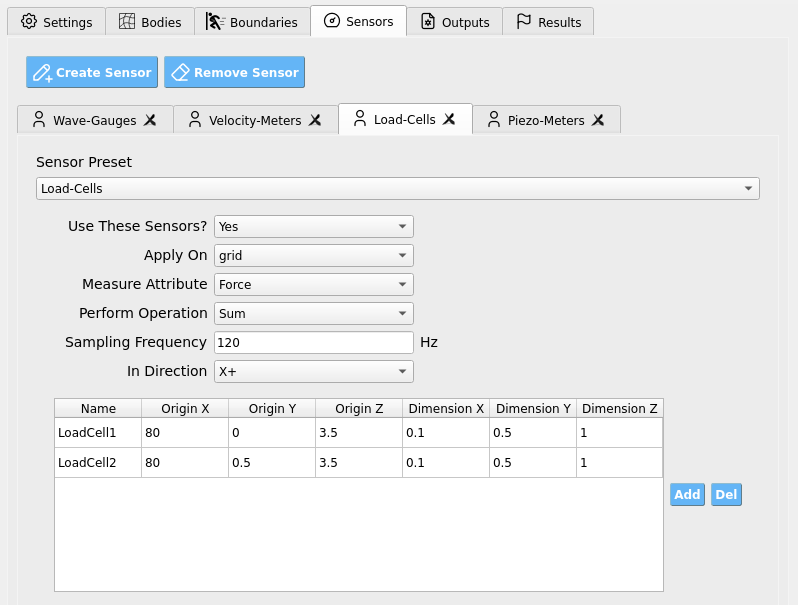 Settings Bodies Boundaries Sensors Outputs Results
Create Sensor Remove Sensor
Wave-Gauges Velocity-Meters Load-Cells Piezo-Meters
Sensor Preset
Load-Cells
Use These Sensors? Yes
Apply On grid
Measure Attribute Force
Perform Operation Sum
Sampling Frequency 120 Hz
In Direction X+
Name Origin X Origin Y Origin Z Dimension X Dimension Y Dimension Z
LoadCell1 80 0 3.5 0.1 0.5 1
LoadCell2 80 0.5 3.5 0.1 0.5 1
Add Del